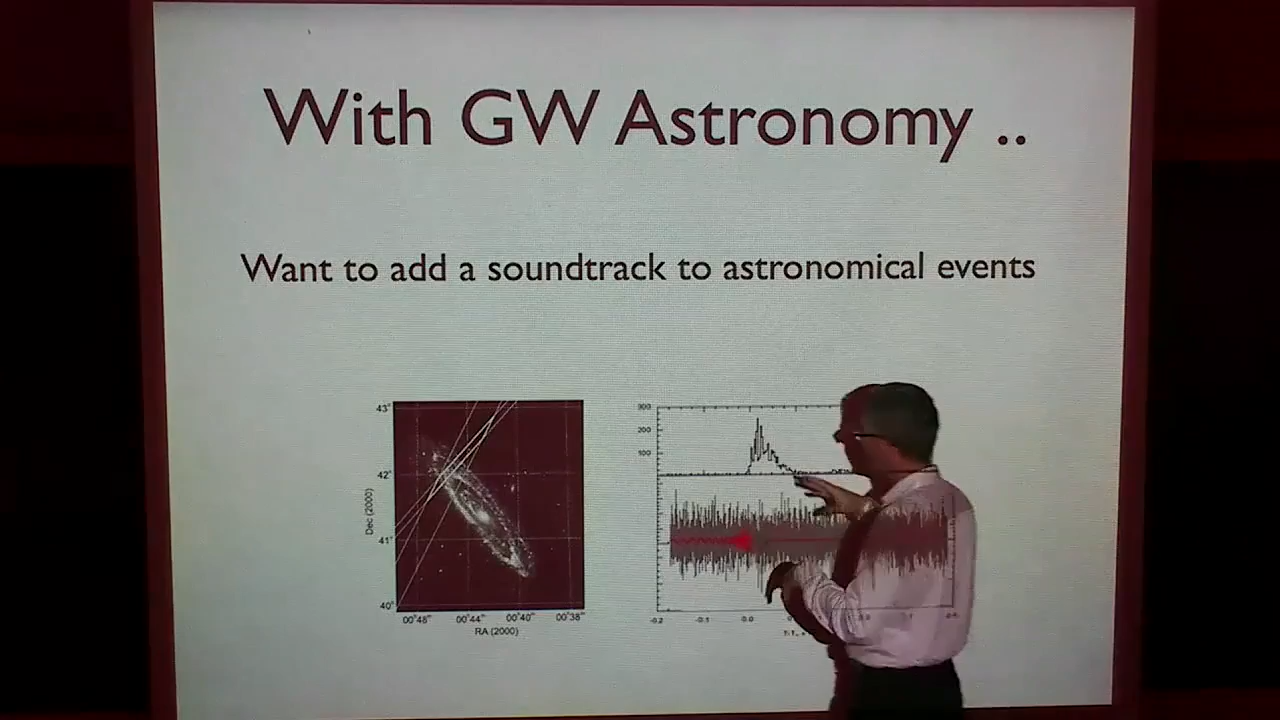 With GW Astronomy ..
Want to add a soundtrack to astronomical events
43°
42°
41°
40°
Dec (2000)
00ʰ48ᵐ 00ʰ44ᵐ 00ʰ40ᵐ 00ʰ38ᵐ
RA (2000)
300
200
100
-0.2 -0.1 0.0